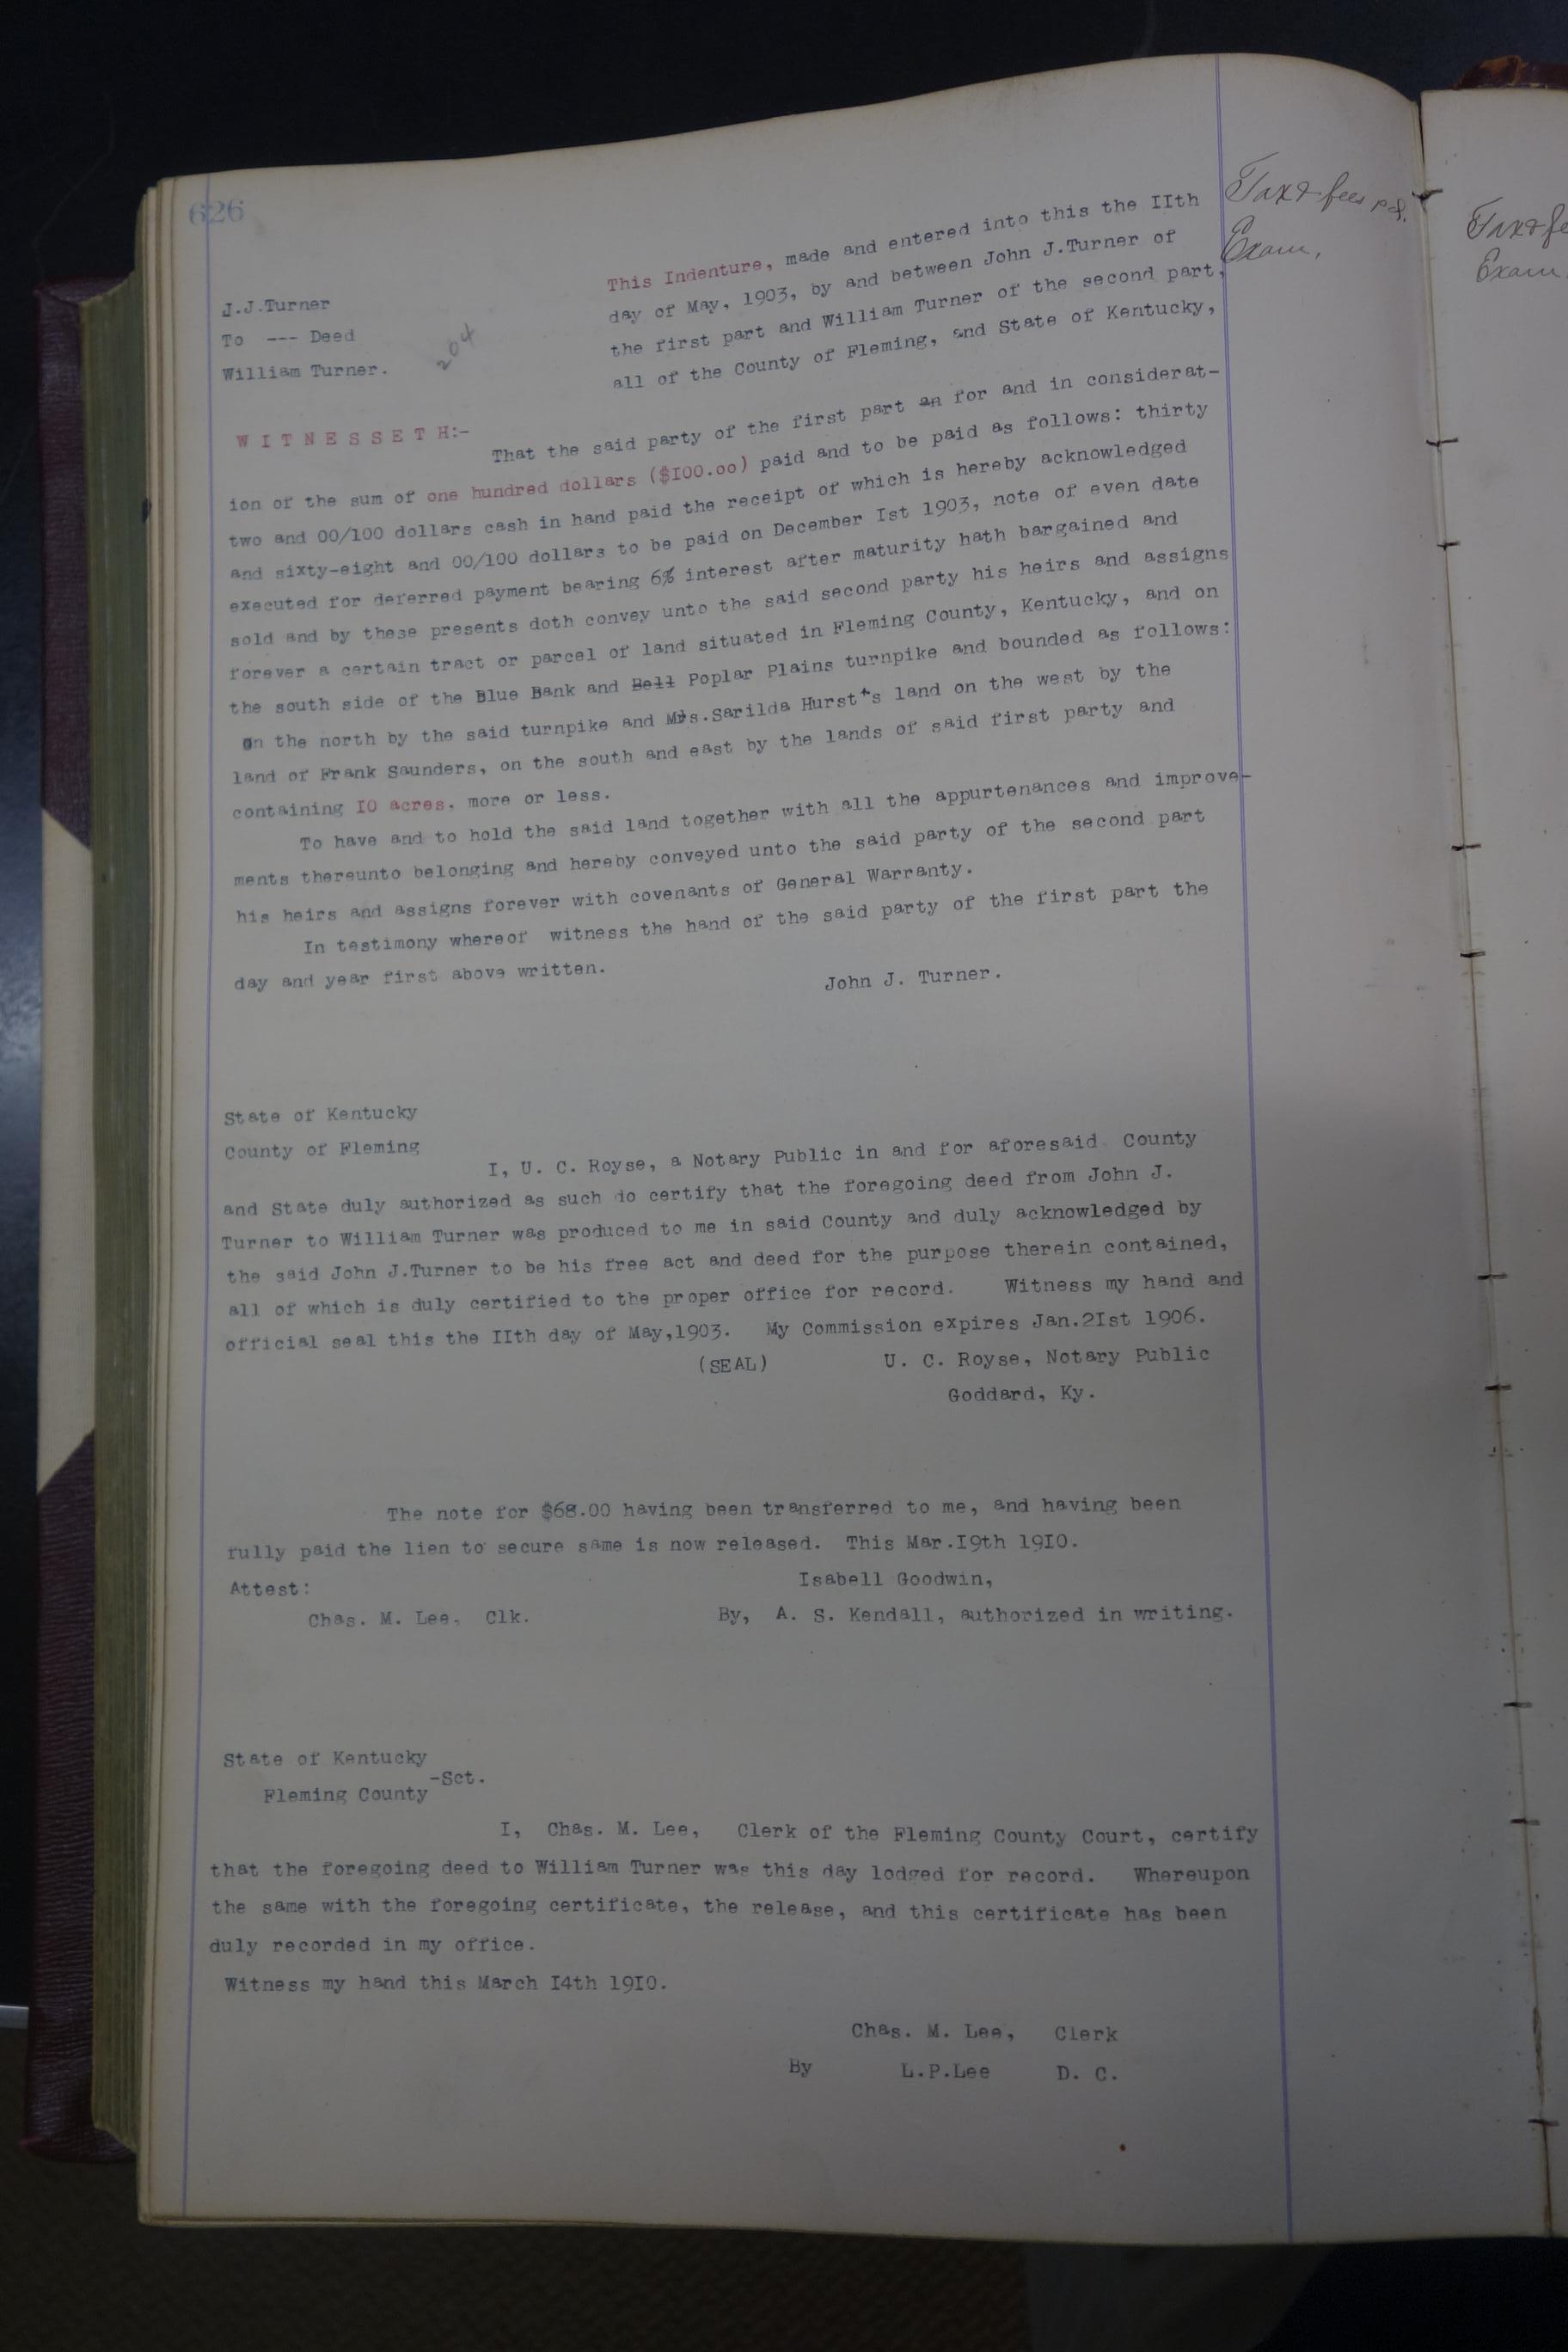 626
Tax & fees pd.
Exam.
This Indenture, made and entered into this the IIth
day of May, 1903, by and between John J.Turner of
the first part and William Turner of the second part,
all of the County of Fleming, and State of Kentucky,
J.J.Turner
To --- Deed
William Turner.
204
W I T N E S S E T H:-
That the said party of the first part an for and in considerat-
ion of the sum of one hundred dollars ($I00.oo) paid and to be paid as follows: thirty
two and 00/100 dollars cash in hand paid the receipt of which is hereby acknowledged
and sixty-eight and 00/100 dollars to be paid on December Ist 1903, note of even date
executed for deferred payment bearing 6% interest after maturity hath bargained and
sold and by these presents doth convey unto the said second party his heirs and assigns
forever a certain tract or parcel of land situated in Fleming County, Kentucky, and on
the south side of the Blue Bank and Bell Poplar Plains turnpike and bounded as follows:
On the north by the said turnpike and Mrs.Sarilda Hurst's land on the west by the
land of Frank Saunders, on the south and east by the lands of said first party and
containing IO acres. more or less.
To have and to hold the said land together with all the appurtenances and improve-
ments thereunto belonging and hereby conveyed unto the said party of the second part
his heirs and assigns forever with covenants of General Warranty.
In testimony whereof witness the hand of the said party of the first part the
day and year first above written.
John J. Turner.
State of Kentucky
County of Fleming
I, U. C. Royse, a Notary Public in and for aforesaid County
and State duly authorized as such do certify that the foregoing deed from John J.
Turner to William Turner was produced to me in said County and duly acknowledged by
the said John J.Turner to be his free act and deed for the purpose therein contained,
all of which is duly certified to the proper office for record. Witness my hand and
official seal this the IIth day of May,1903. My Commission expires Jan.2Ist 1906.
(SEAL) U. C. Royse, Notary Public
Goddard, Ky.
The note for $68.00 having been transferred to me, and having been
fully paid the lien to secure same is now released. This Mar.I9th 19I0.
Attest: Isabell Goodwin,
Chas. M. Lee, Clk. By, A. S. Kendall, authorized in writing.
State of Kentucky
-Sct.
Fleming County
I, Chas. M. Lee, Clerk of the Fleming County Court, certify
that the foregoing deed to William Turner was this day lodged for record. Whereupon
the same with the foregoing certificate, the release, and this certificate has been
duly recorded in my office.
Witness my hand this March I4th 19I0.
Chas. M. Lee, Clerk
By L.P.Lee D. C.
Tax & fe
Exam.